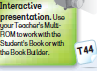 Interactive
presentation. Use
your Teacher's Multi-
ROM to work with the
Student's Book or with
the Book Builder.
T44